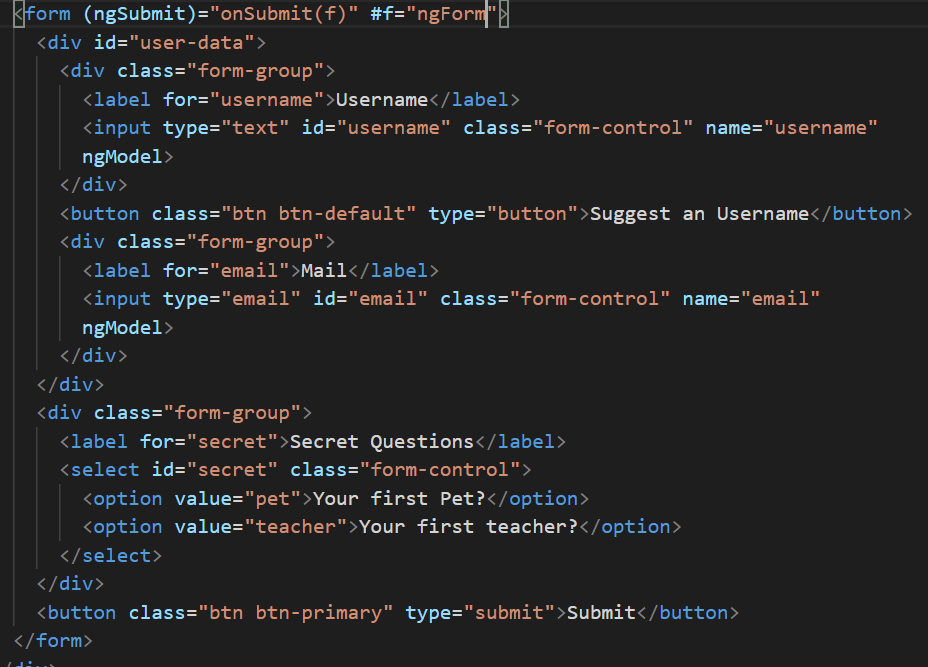 <form (ngSubmit)="onSubmit(f)" #f="ngForm">
<div id="user-data">
<div class="form-group">
<label for="username">Username</label>
<input type="text" id="username" class="form-control" name="username"
ngModel>
</div>
<button class="btn btn-default" type="button">Suggest an Username</button>
<div class="form-group">
<label for="email">Mail</label>
<input type="email" id="email" class="form-control" name="email"
ngModel>
</div>
</div>
<div class="form-group">
<label for="secret">Secret Questions</label>
<select id="secret" class="form-control">
<option value="pet">Your first Pet?</option>
<option value="teacher">Your first teacher?</option>
</select>
</div>
<button class="btn btn-primary" type="submit">Submit</button>
</form>
</div>